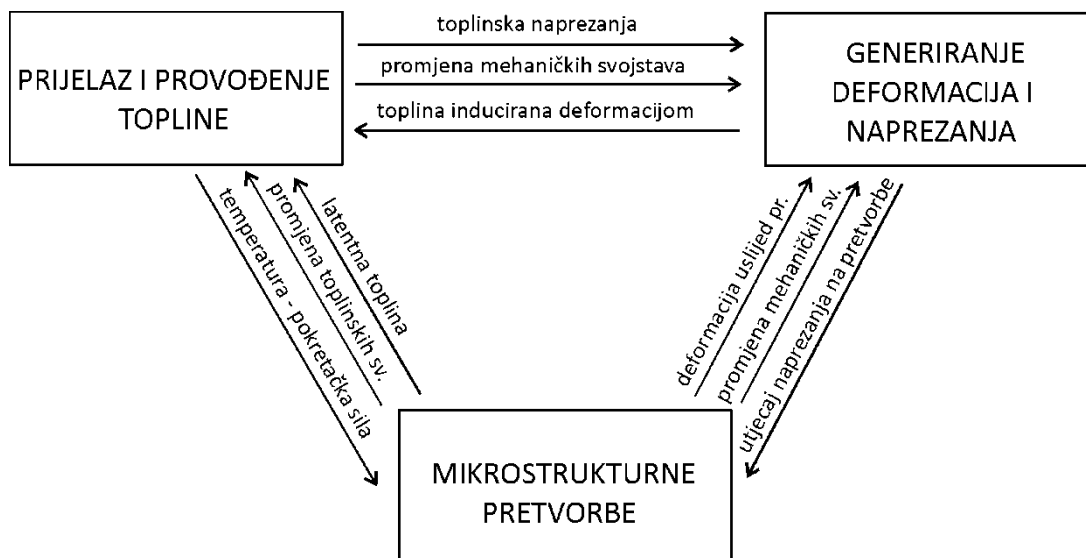 toplinska naprezanja
PRIJELAZ I PROVOĐENJE
TOPLINE
promjena mehaničkih svojstava
toplina inducirana deformacijom
GENERIRANJE
DEFORMACIJA I
NAPREZANJA
temperatura - pokretačka sila
promjena toplinskih sv.
latentna toplina
deformacija uslijed pr.
promjena mehaničkih sv.
utjecaj naprezanja na pretvorbe
MIKROSTRUKTURNE
PRETVORBE